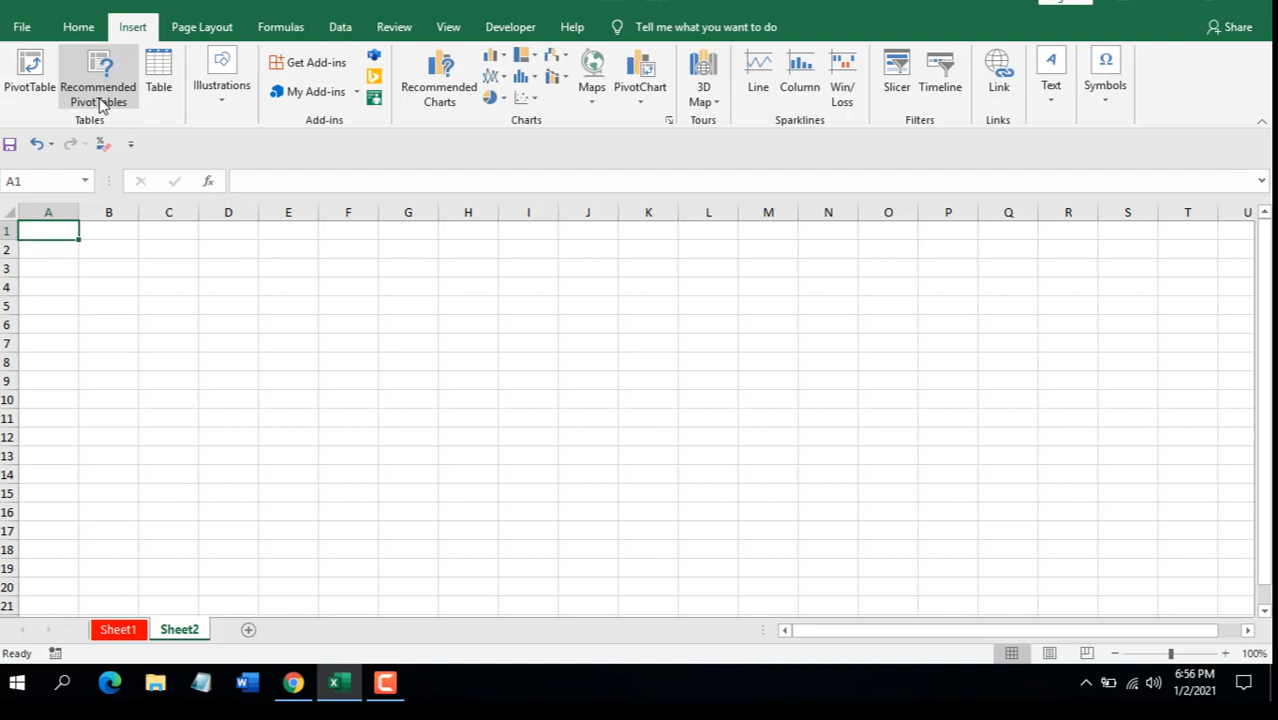 File Home Insert Page Layout Formulas Data Review View Developer Help Tell me what you want to do Share
PivotTable Recommended PivotTables Table Illustrations Get Add-ins My Add-ins Recommended Charts Maps PivotChart 3D Map Line Column Win/Loss Slicer Timeline Link Text Symbols
Tables Add-ins Charts Tours Sparklines Filters Links
A1 fx
A B C D E F G H I J K L M N O P Q R S T U
1
2
3
4
5
6
7
8
9
10
11
12
13
14
15
16
17
18
19
20
21
Sheet1 Sheet2
Ready 100%
6:56 PM
1/2/2021